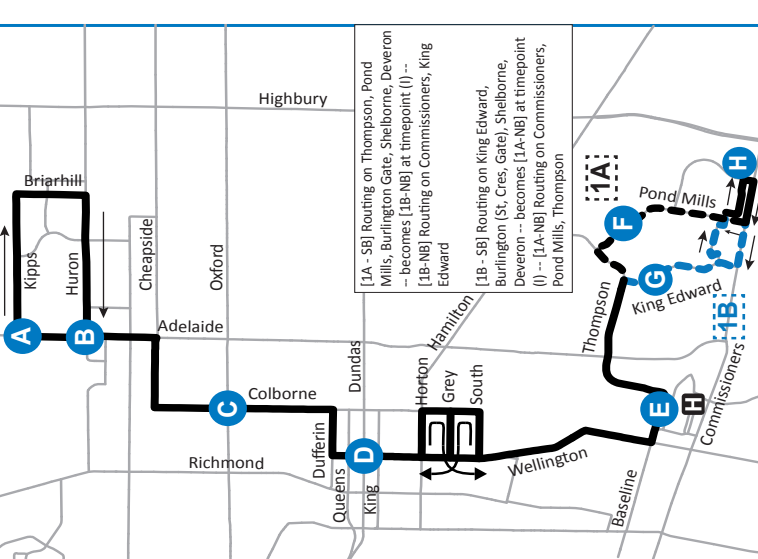 Highbury
[1A - SB] Routing on Thompson, Pond
Mills, Burlington Gate, Shelborne, Deveron
-- becomes [1B-NB] at timepoint (I) --
[1B-NB] Routing on Commissioners, King
Edward
[1B - SB] Routing on King Edward,
Burlington (St, Cres, Gate), Shelborne,
Deveron -- becomes [1A-NB] at timepoint
(I) -- [1A-NB] Routing on Commissioners,
Pond Mills, Thompson
Briarhill
Kipps
Huron
Cheapside
Oxford
A
B
Adelaide
C
Colborne
Richmond
Dufferin
Queens
King
Dundas
D
Horton
Grey
South
Hamilton
Wellington
Thompson
Baseline
E
H
Commissioners
1A
F
Pond Mills
H
G
King Edward
1B